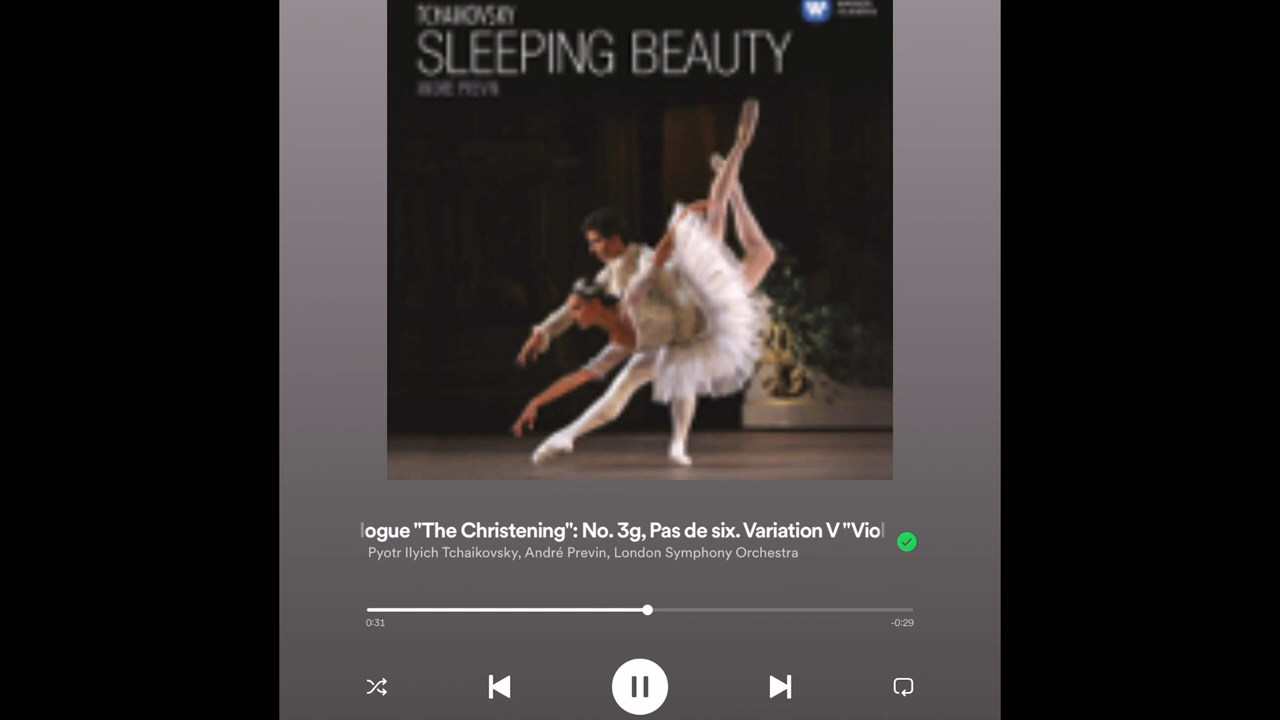 TCHAIKOVSKY
SLEEPING BEAUTY
ANDRÉ PREVIN
logue "The Christening": No. 3g, Pas de six. Variation V "Viol
Pyotr Ilyich Tchaikovsky, André Previn, London Symphony Orchestra
0:31
-0:29